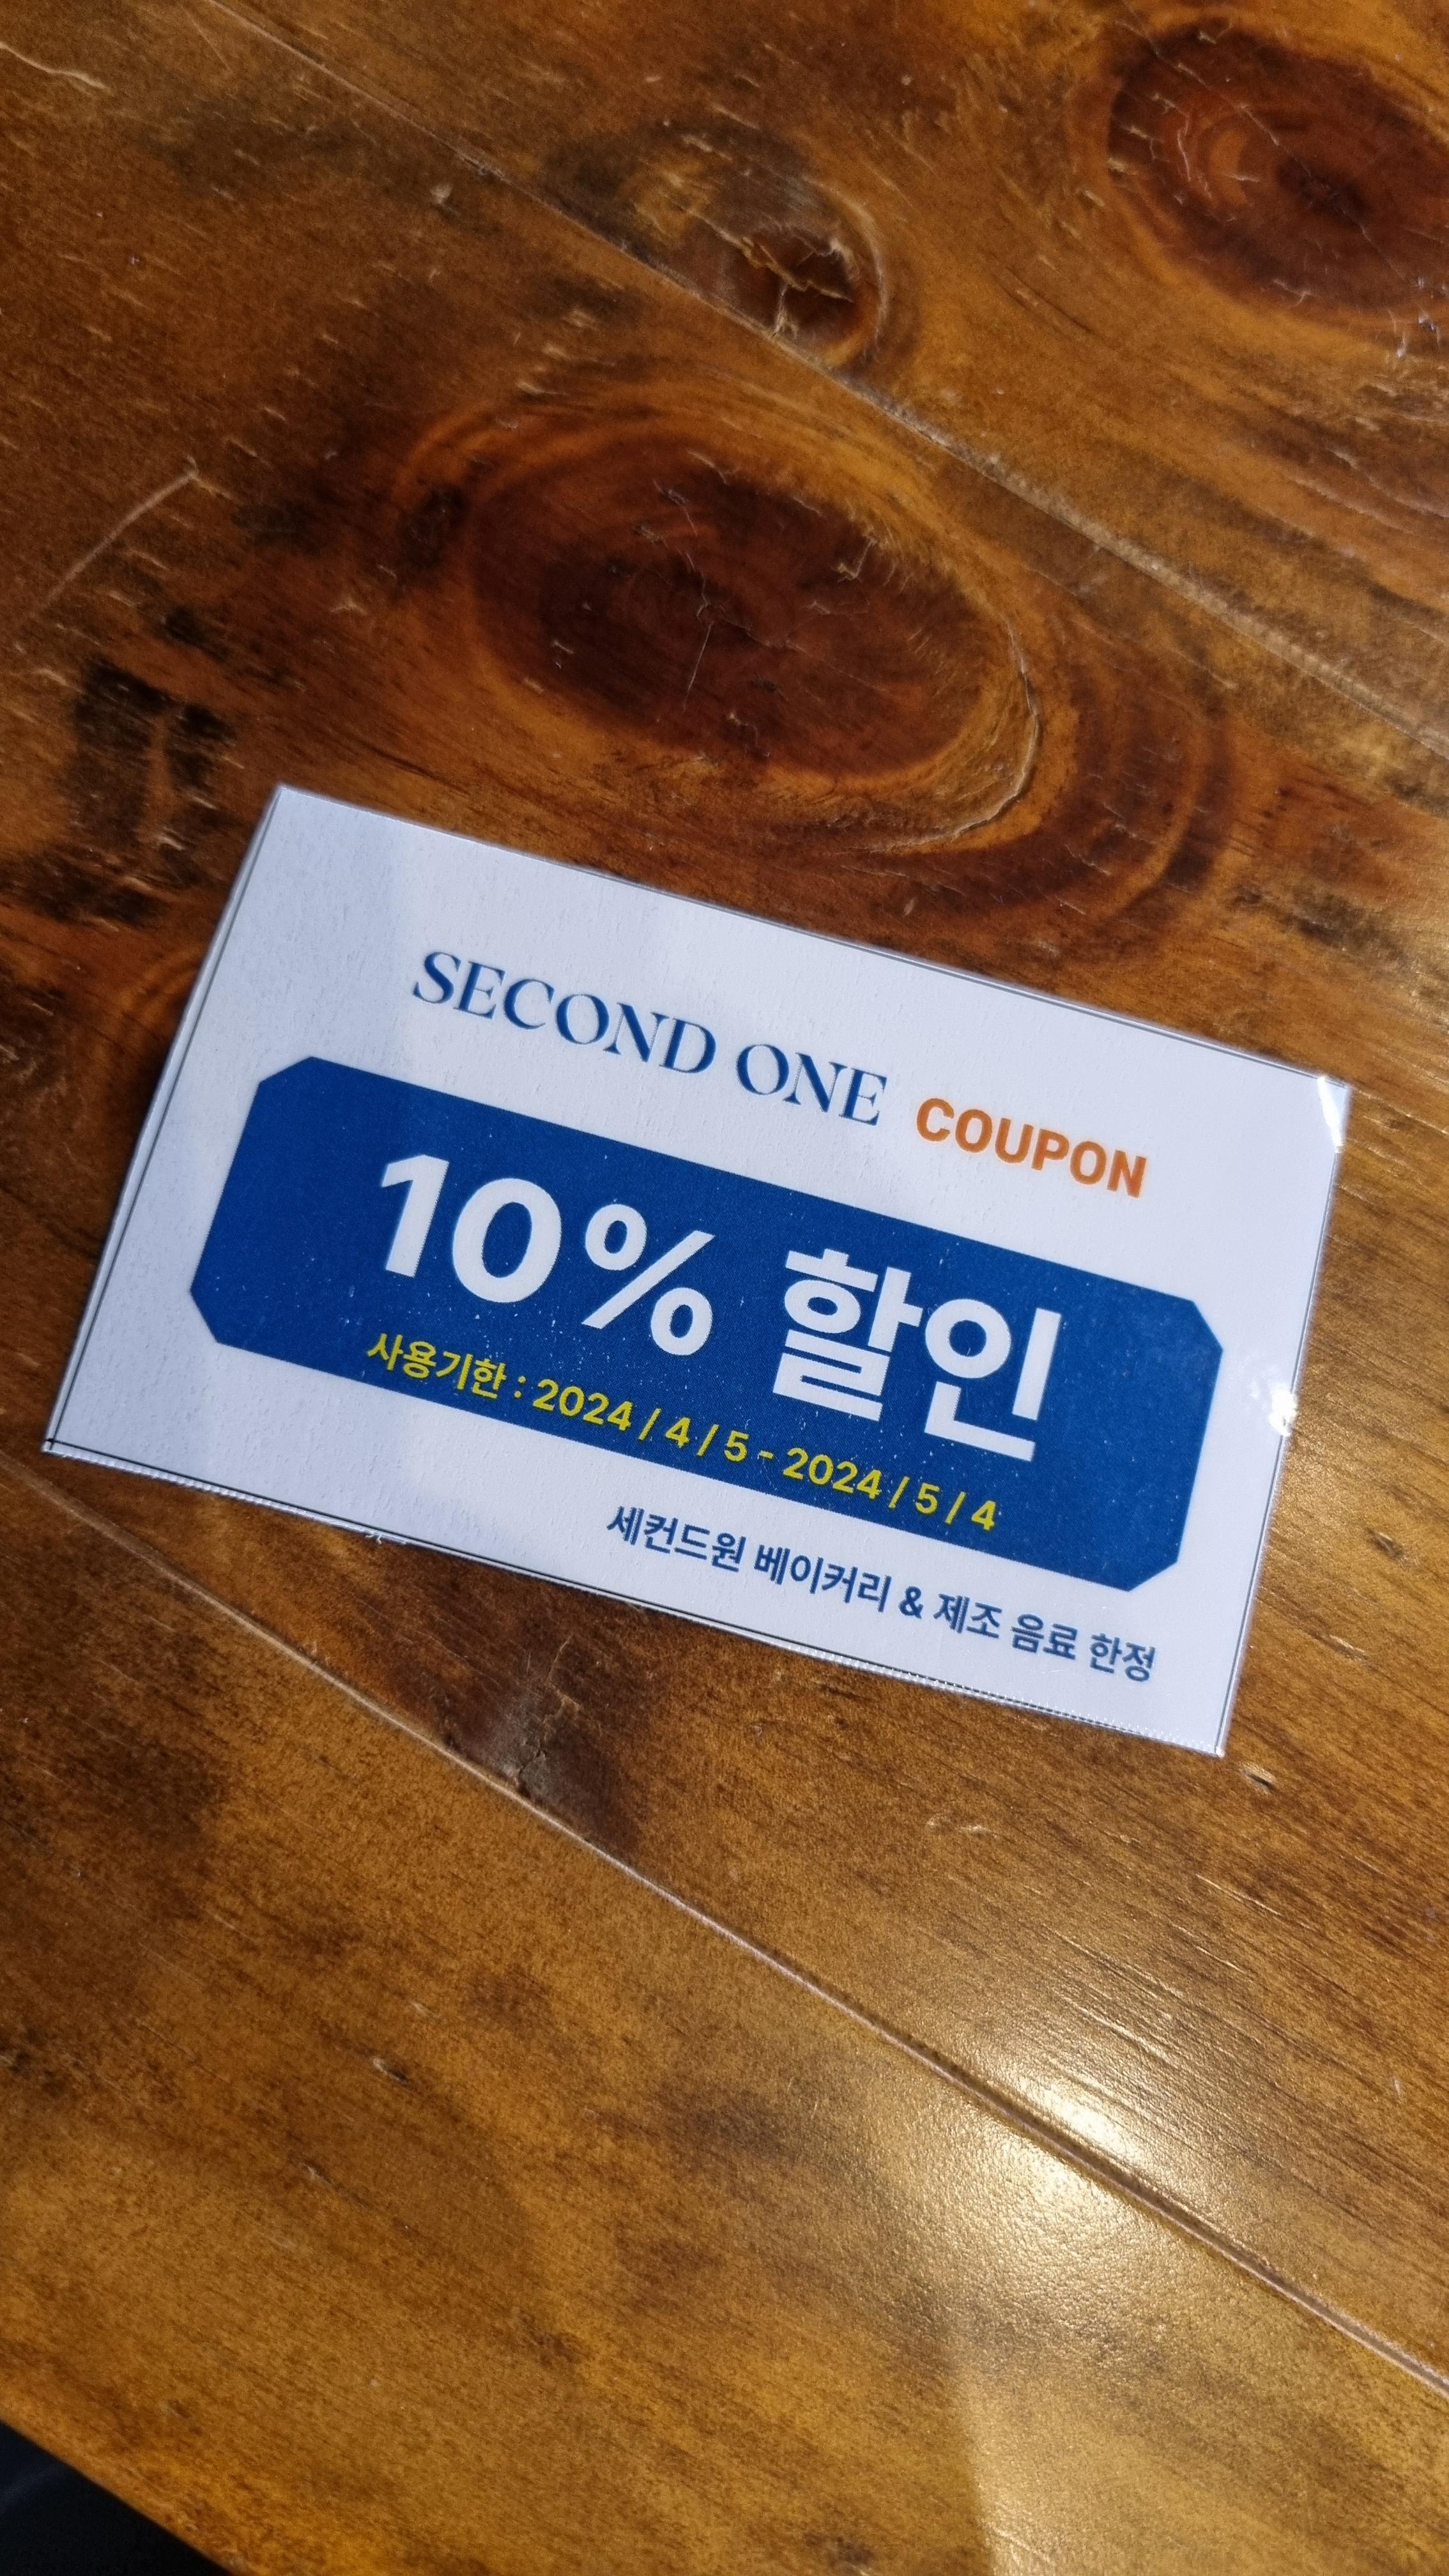 SECOND ONE COUPON
10% 할인
사용기한 : 2024 / 4 / 5 - 2024 / 5 / 4
세컨드원 베이커리 & 제조 음료 한정